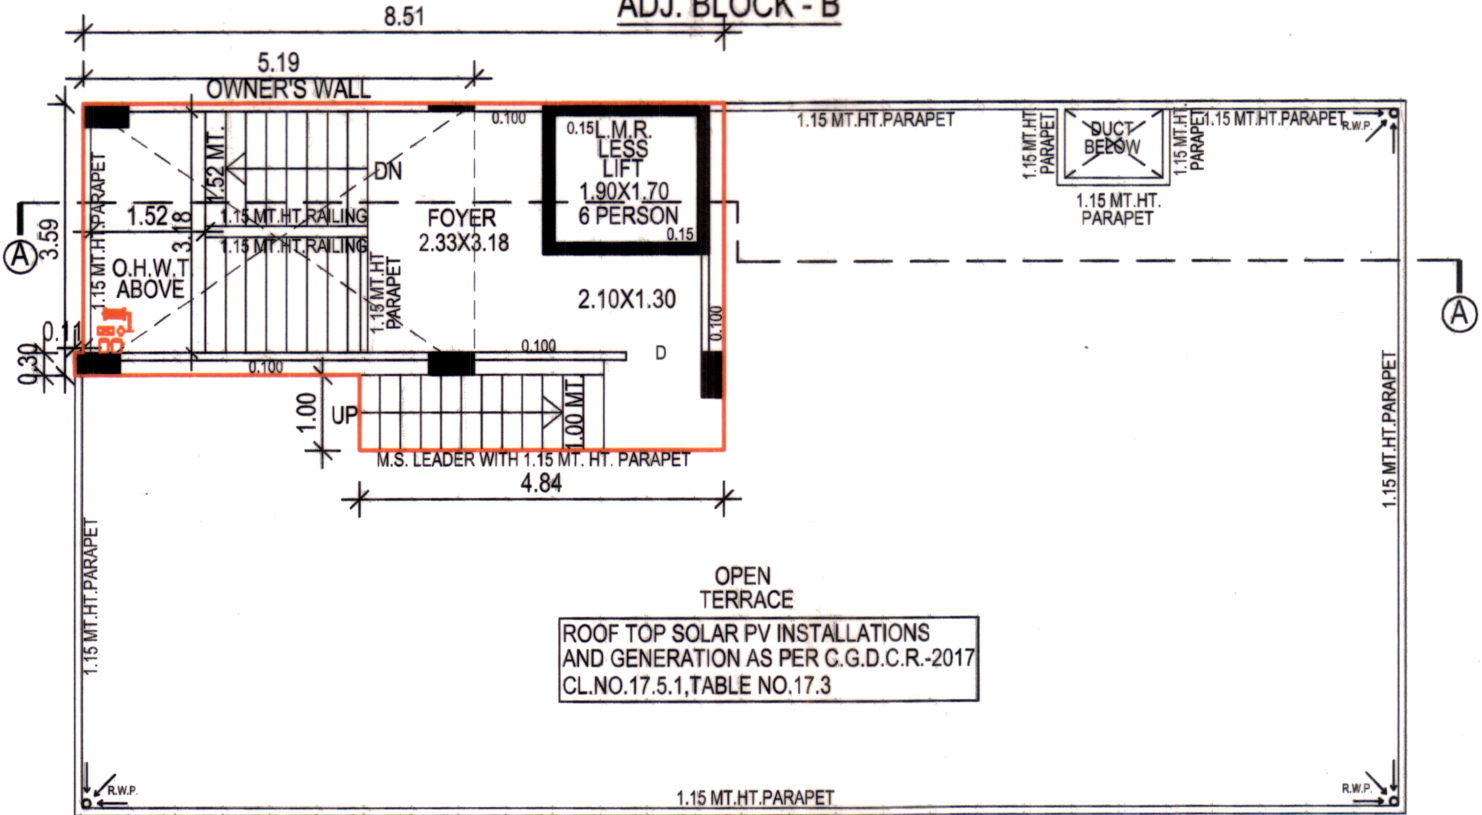 ADJ. BLOCK - B
8.51
5.19
OWNER'S WALL
0.100
0.15
L.M.R.
LESS
LIFT
1.90X1.70
6 PERSON
0.15
1.15 MT.HT.PARAPET
1.15 MT.HT
PARAPET
DUCT
BELOW
1.15 MT.HT
PARAPET
1.15 MT.HT.PARAPET
R.W.P.
1.15 MT.HT.
PARAPET
1.52 MT.
DN
1.15 MT.HT.PARAPET
1.52
3.18
1.15 MT.HT.RAILING
1.15 MT.HT.RAILING
FOYER
2.33X3.18
A
3.59
O.H.W.T
ABOVE
1.15 MT.HT
PARAPET
2.10X1.30
0.100
A
0.30
0.100
0.100
D
1.00
UP
1.00 MT.
M.S. LEADER WITH 1.15 MT. HT. PARAPET
4.84
1.15 MT.HT.PARAPET
1.15 MT.HT.PARAPET
OPEN
TERRACE
ROOF TOP SOLAR PV INSTALLATIONS
AND GENERATION AS PER C.G.D.C.R.-2017
CL.NO.17.5.1,TABLE NO.17.3
R.W.P.
1.15 MT.HT.PARAPET
R.W.P.